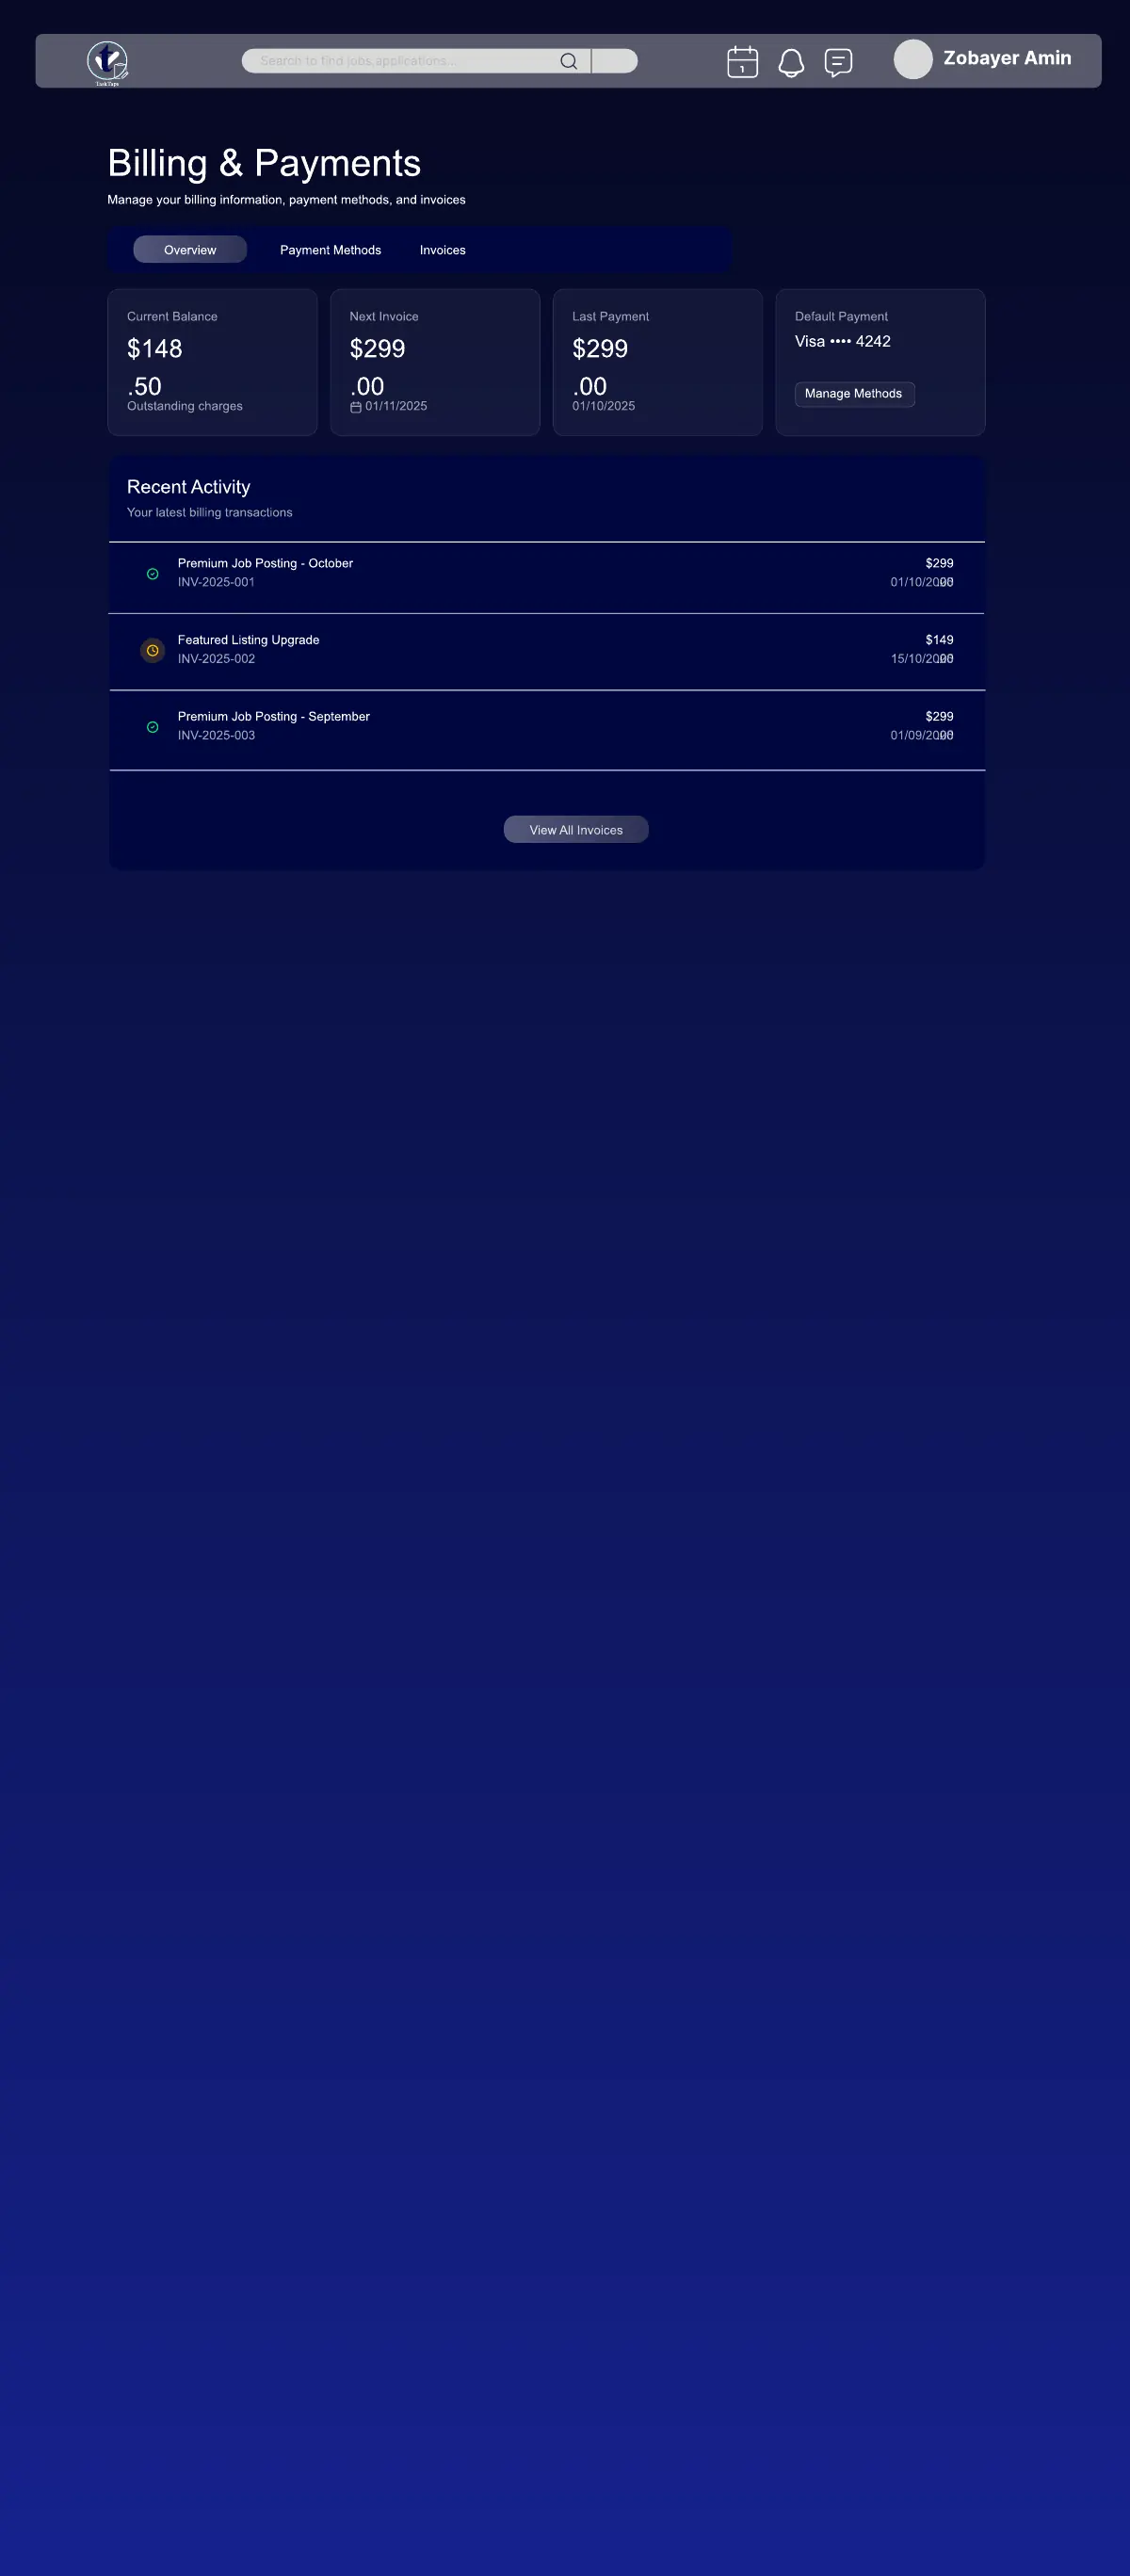 TaskTaps
Search to find jobs,applications...
1
Zobayer Amin
Billing & Payments
Manage your billing information, payment methods, and invoices
Overview
Payment Methods
Invoices
Current Balance
$148
.50
Outstanding charges
Next Invoice
$299
.00
01/11/2025
Last Payment
$299
.00
01/10/2025
Default Payment
Visa •••• 4242
Manage Methods
Recent Activity
Your latest billing transactions
Premium Job Posting - October
$299
INV-2025-001
Featured Listing Upgrade
$149
INV-2025-002
Premium Job Posting - September
$299
INV-2025-003
View All Invoices